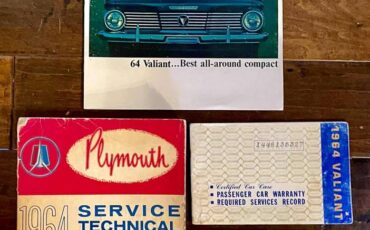 64 Valiant...Best all-around compact
Plymouth
1964
SERVICE
TECHNICAL
Certified Car Care
PASSENGER CAR WARRANTY
REQUIRED SERVICES RECORD
1964 VALIANT